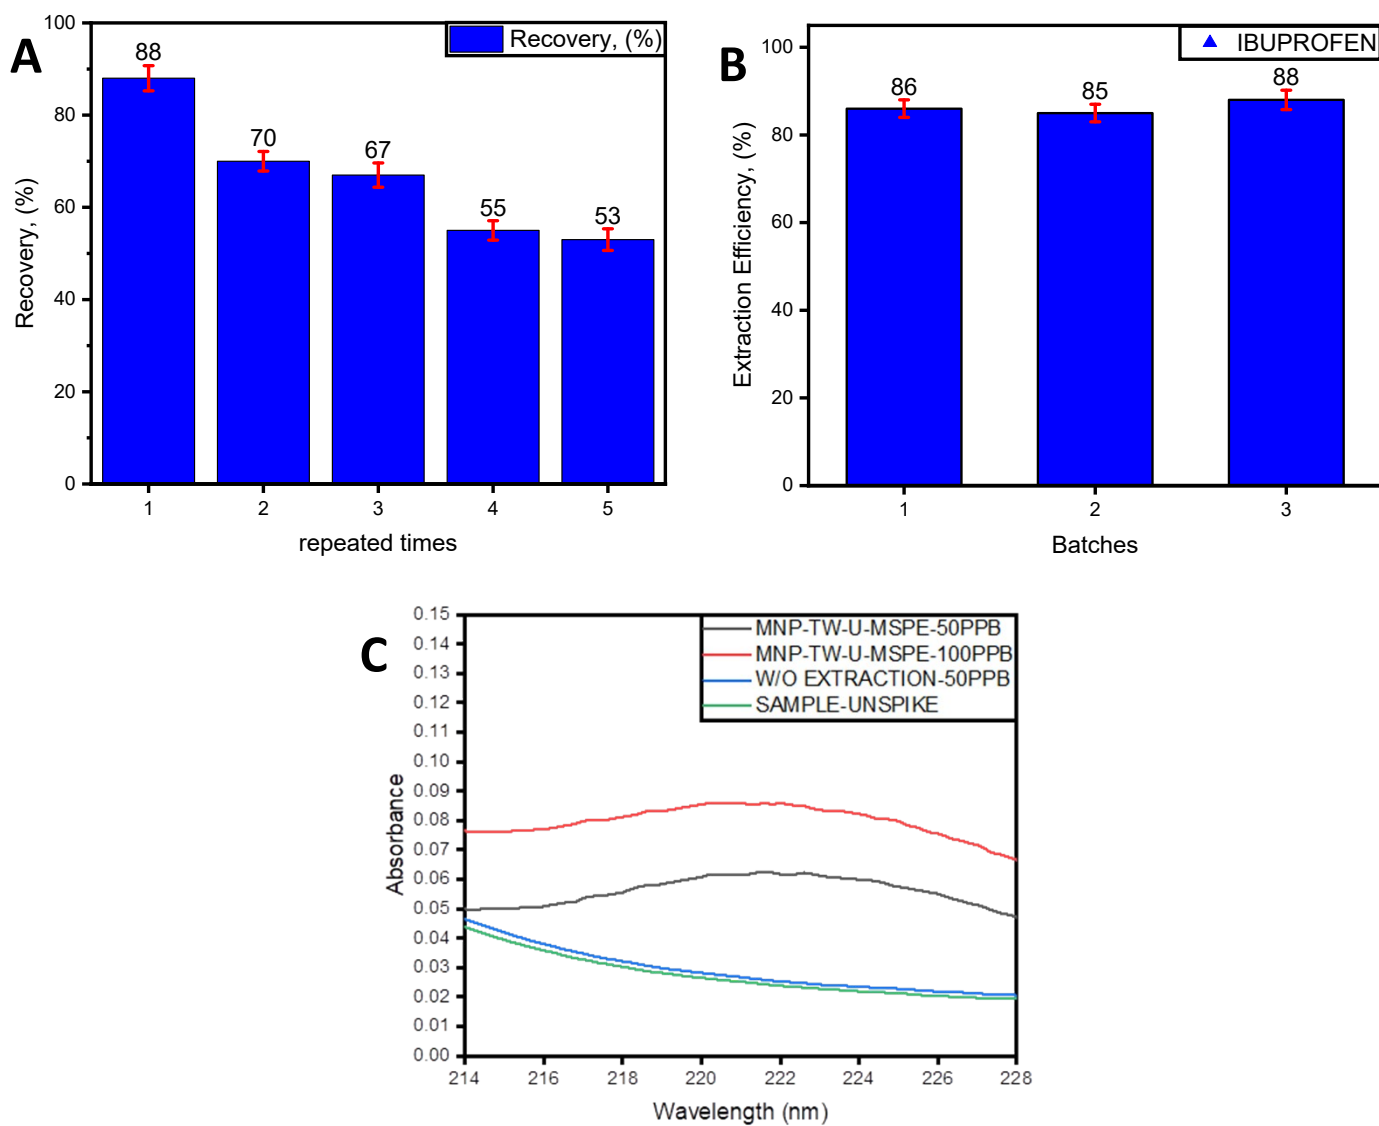 A
100
80
60
40
20
0
Recovery, (%)
Recovery, (%)
88
70
67
55
53
1 2 3 4 5
repeated times
B
100
80
60
40
20
0
Extraction Efficiency, (%)
IBUPROFEN
86
85
88
1 2 3
Batches
C
0.15
0.14
0.13
0.12
0.11
0.10
0.09
0.08
0.07
0.06
0.05
0.04
0.03
0.02
0.01
0.00
Absorbance
MNP-TW-U-MSPE-50PPB
MNP-TW-U-MSPE-100PPB
W/O EXTRACTION-50PPB
SAMPLE-UNSPIKE
214 216 218 220 222 224 226 228
Wavelength (nm)